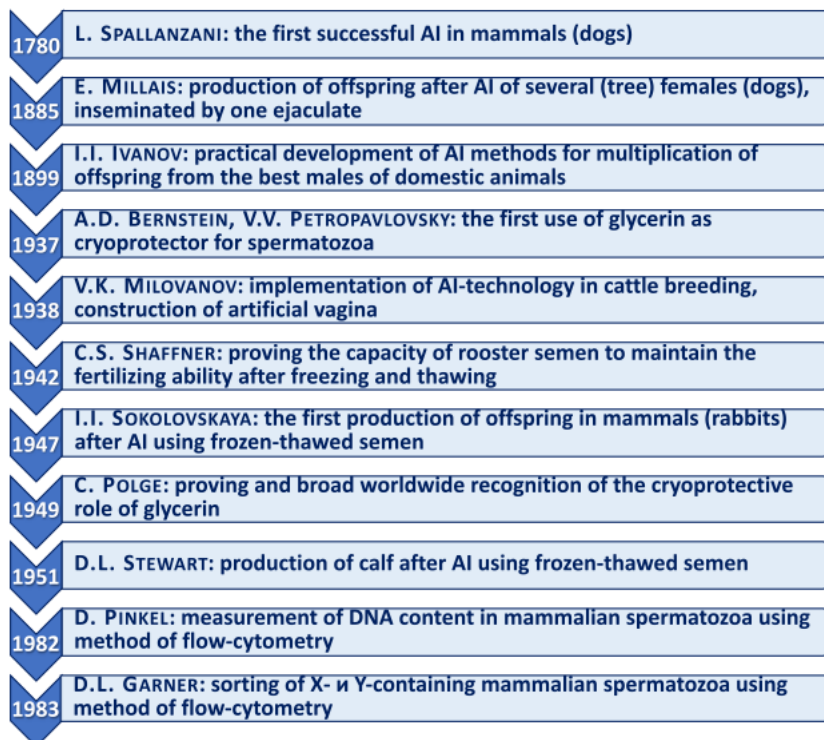 1780
L. SPALLANZANI: the first successful AI in mammals (dogs)
1885
E. MILLAIS: production of offspring after AI of several (tree) females (dogs),
inseminated by one ejaculate
1899
I.I. IVANOV: practical development of AI methods for multiplication of
offspring from the best males of domestic animals
1937
A.D. BERNSTEIN, V.V. PETROPAVLOVSKY: the first use of glycerin as
cryoprotector for spermatozoa
1938
V.K. MILOVANOV: implementation of AI-technology in cattle breeding,
construction of artificial vagina
1942
C.S. SHAFFNER: proving the capacity of rooster semen to maintain the
fertilizing ability after freezing and thawing
1947
I.I. SOKOLOVSKAYA: the first production of offspring in mammals (rabbits)
after AI using frozen-thawed semen
1949
C. POLGE: proving and broad worldwide recognition of the cryoprotective
role of glycerin
1951
D.L. STEWART: production of calf after AI using frozen-thawed semen
1982
D. PINKEL: measurement of DNA content in mammalian spermatozoa using
method of flow-cytometry
1983
D.L. GARNER: sorting of X- и Y-containing mammalian spermatozoa using
method of flow-cytometry